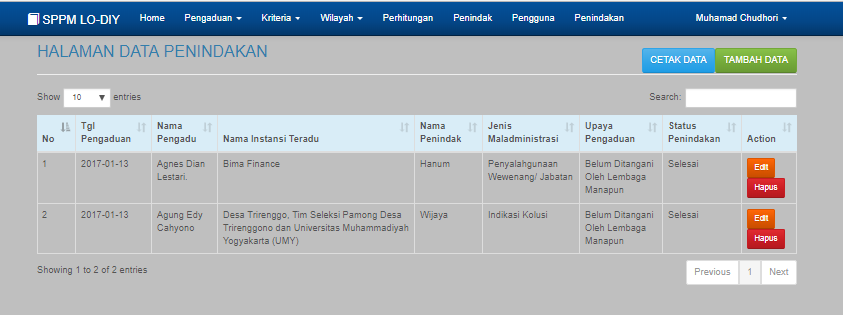 SPPM LO-DIY Home Pengaduan Kriteria Wilayah Perhitungan Penindak Pengguna Penindakan Muhamad Chudhori
HALAMAN DATA PENINDAKAN
CETAK DATA TAMBAH DATA
Show 10 entries Search:
No Tgl Pengaduan Nama Pengadu Nama Instansi Teradu Nama Penindak Jenis Maladministrasi Upaya Pengaduan Status Penindakan Action
1 2017-01-13 Agnes Dian Bima Finance Hanum Penyalahgunaan Belum Ditangani Selesai Edit
Lestari. Wewenang/ Jabatan Oleh Lembaga Hapus
Manapun
2 2017-01-13 Agung Edy Desa Trirenggo, Tim Seleksi Pamong Desa Wijaya Indikasi Kolusi Belum Ditangani Selesai Edit
Cahyono Trirenggono dan Universitas Muhammadiyah Oleh Lembaga Hapus
Yogyakarta (UMY) Manapun
Showing 1 to 2 of 2 entries Previous 1 Next